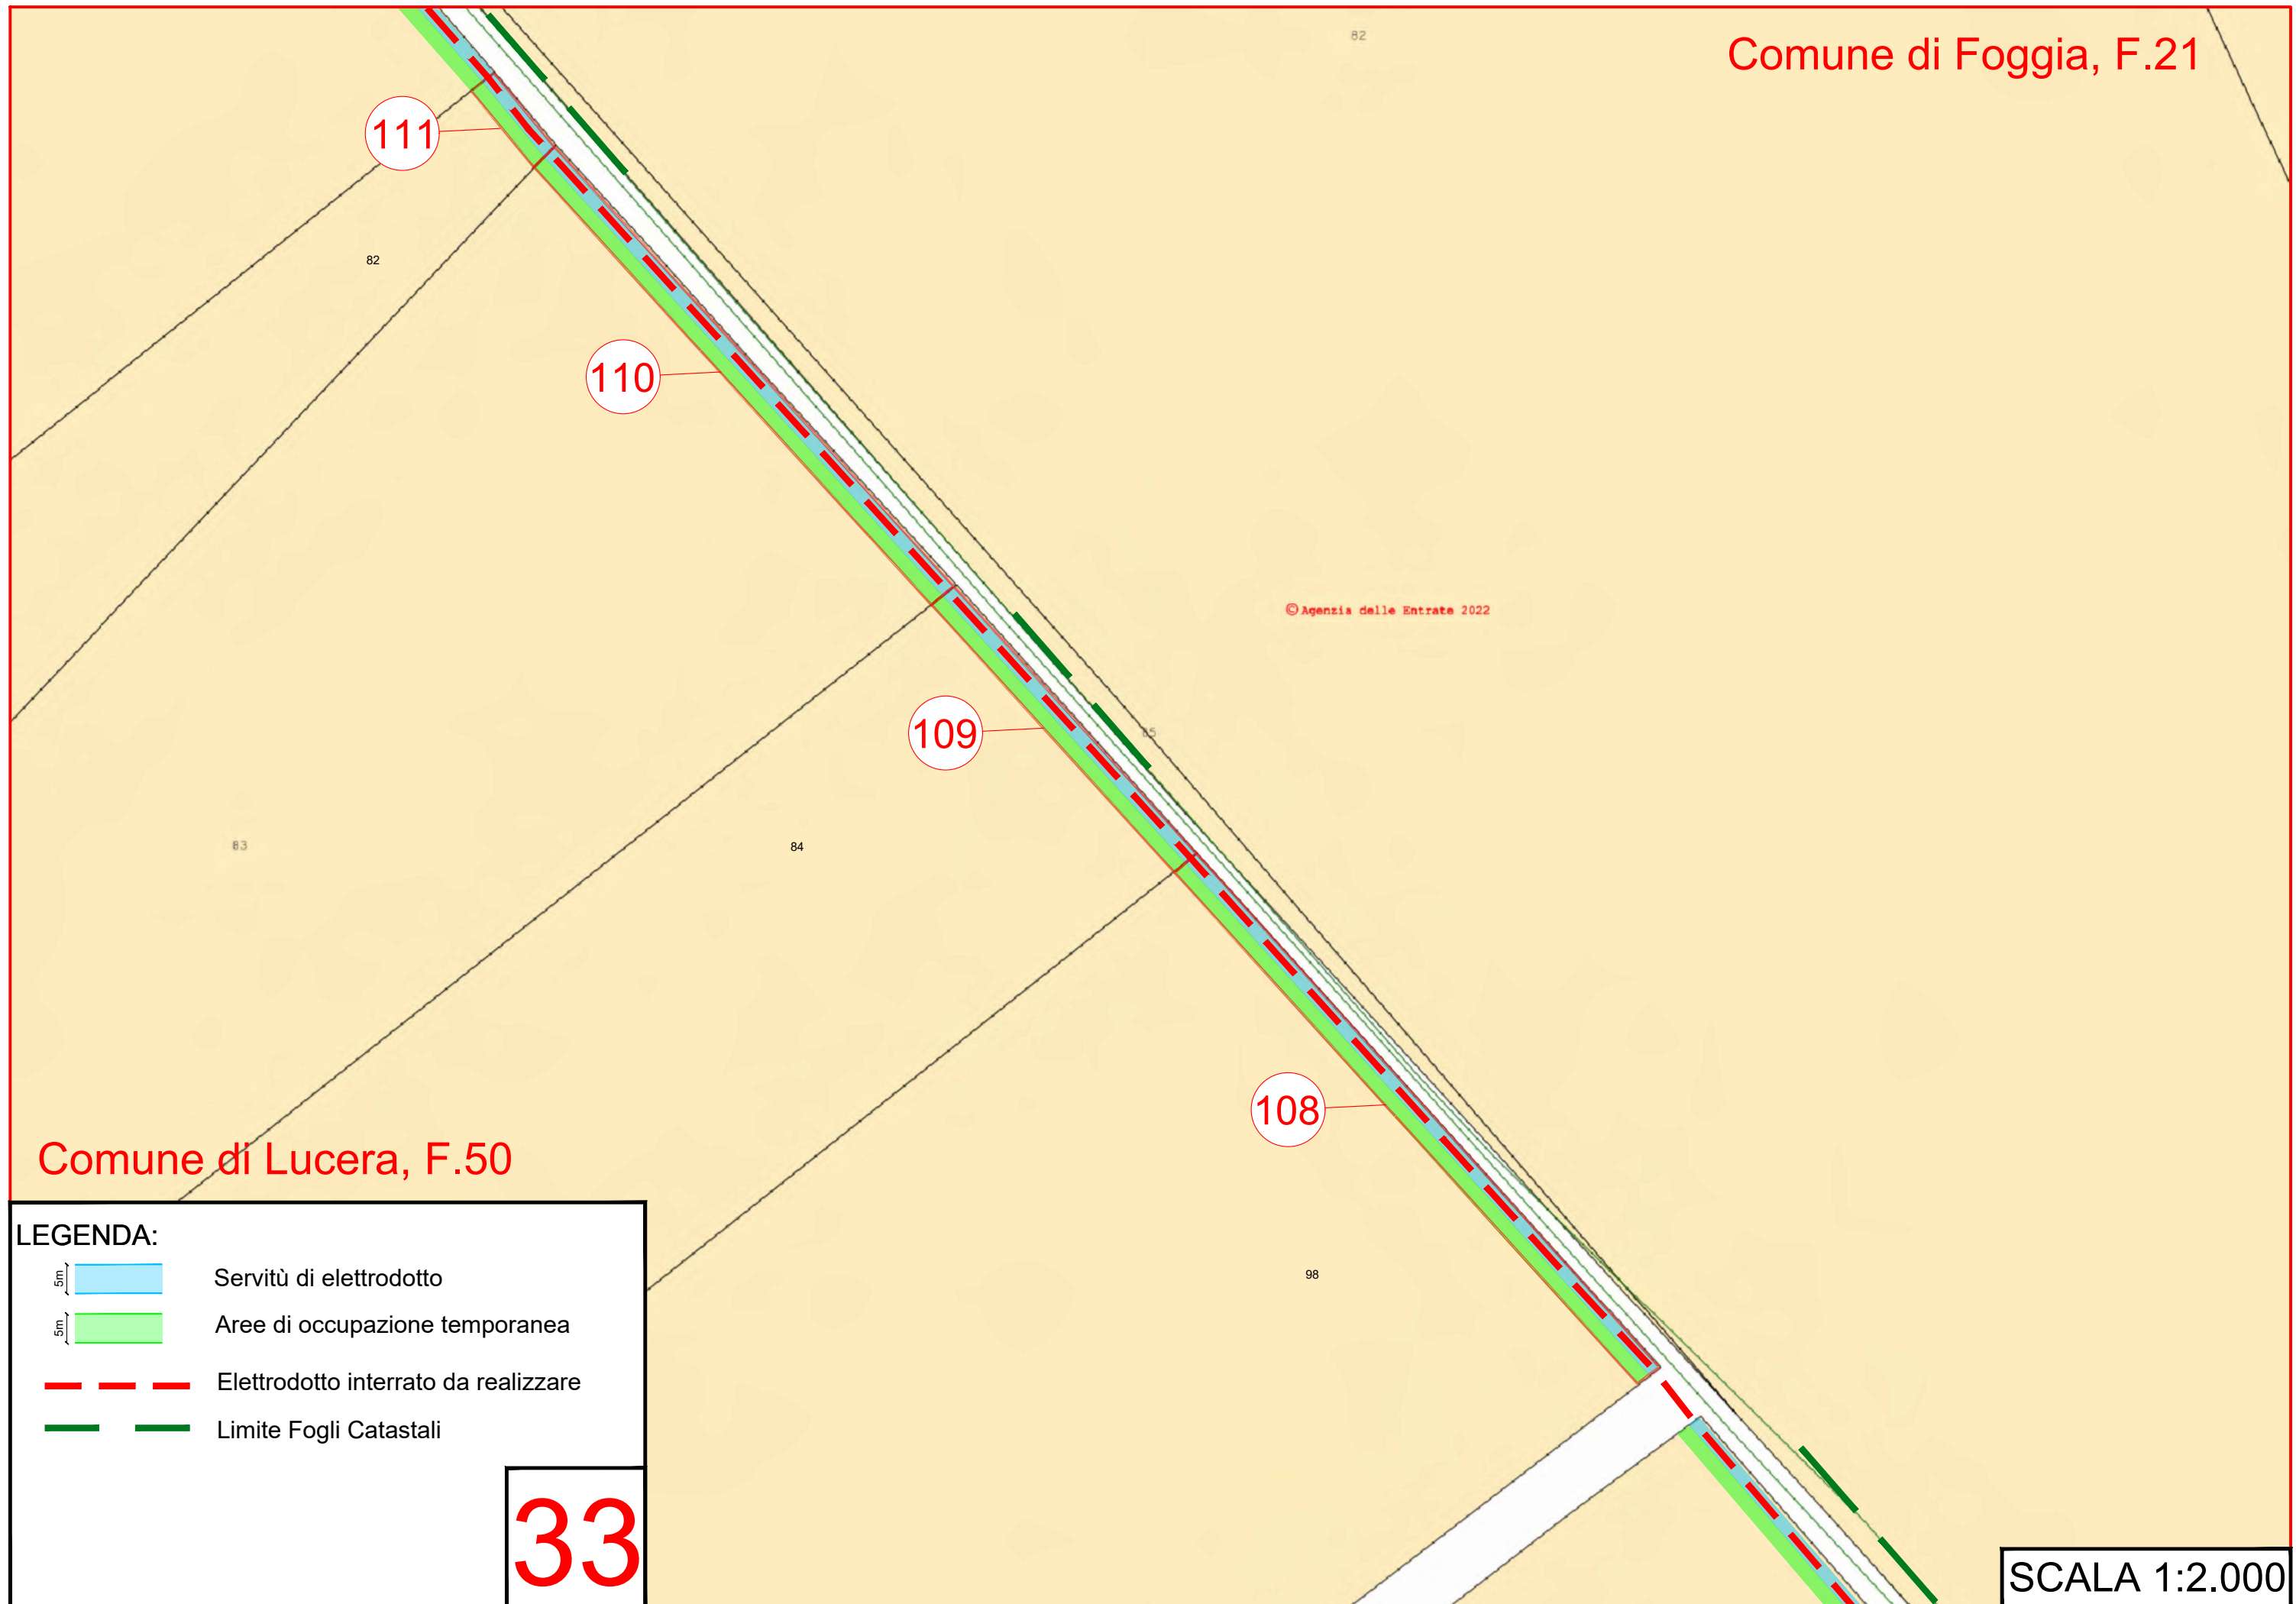 82
Comune di Foggia, F.21
111
82
110
© Agenzia delle Entrate 2022
109
85
83
84
108
Comune di Lucera, F.50
98
LEGENDA:
5m
Servitù di elettrodotto
5m
Aree di occupazione temporanea
Elettrodotto interrato da realizzare
Limite Fogli Catastali
33
SCALA 1:2.000